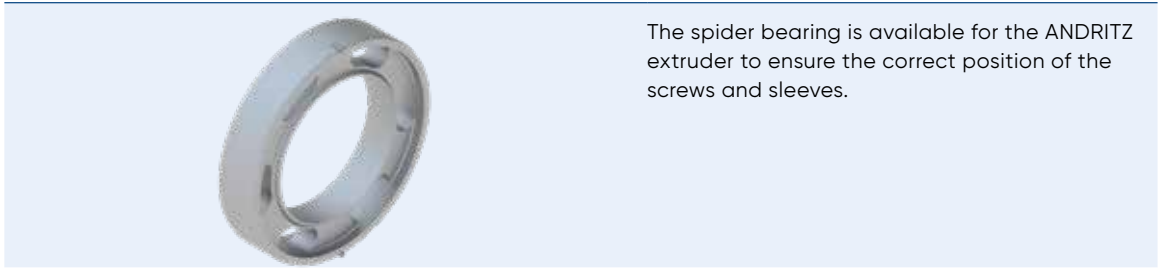 The spider bearing is available for the ANDRITZ
extruder to ensure the correct position of the
screws and sleeves.